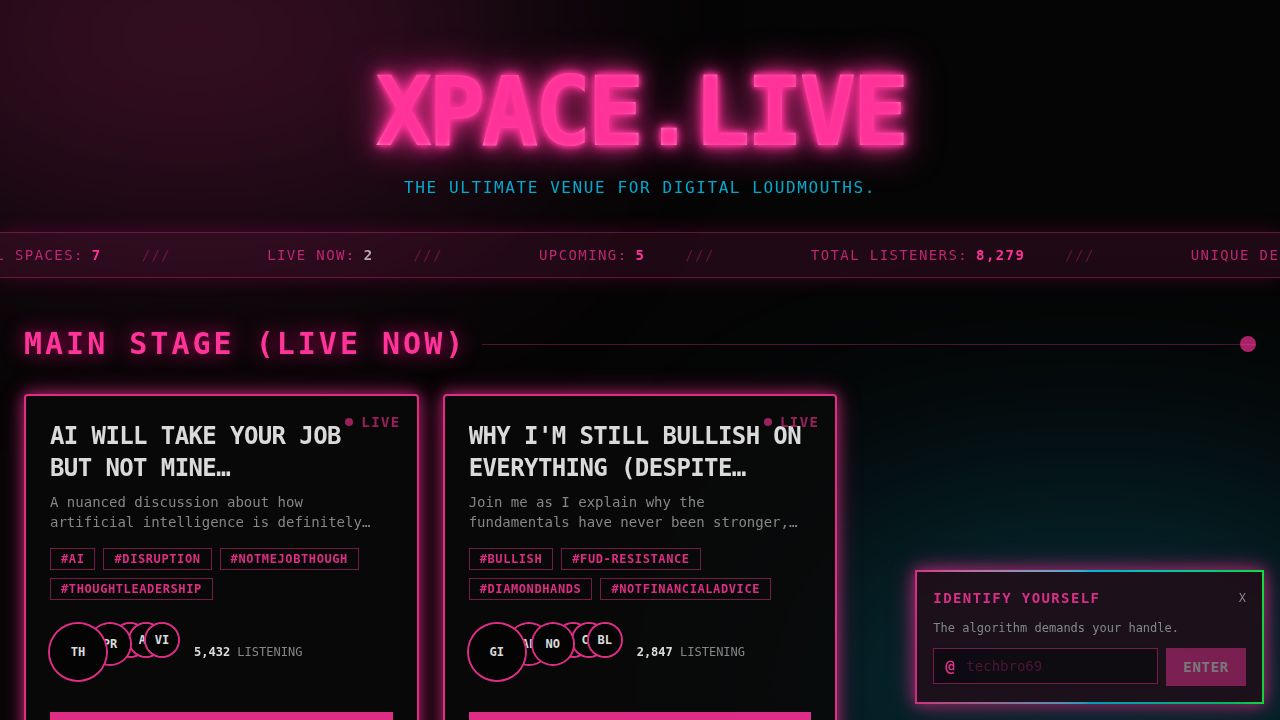 XPACE.LIVE
THE ULTIMATE VENUE FOR DIGITAL LOUDMOUTHS.
SPACES: 7 /// LIVE NOW: 2 /// UPCOMING: 5 /// TOTAL LISTENERS: 8,279 /// UNIQUE DE
MAIN STAGE (LIVE NOW)
LIVE
AI WILL TAKE YOUR JOB
BUT NOT MINE…
A nuanced discussion about how
artificial intelligence is definitely…
#AI #DISRUPTION #NOTMEJOBTHOUGH
#THOUGHTLEADERSHIP
TH PR A VI 5,432 LISTENING
LIVE
WHY I'M STILL BULLISH ON
EVERYTHING (DESPITE…
Join me as I explain why the
fundamentals have never been stronger,…
#BULLISH #FUD-RESISTANCE
#DIAMONDHANDS #NOTFINANCIALADVICE
GI NO C BL 2,847 LISTENING
IDENTIFY YOURSELF X
The algorithm demands your handle.
@ techbro69 ENTER